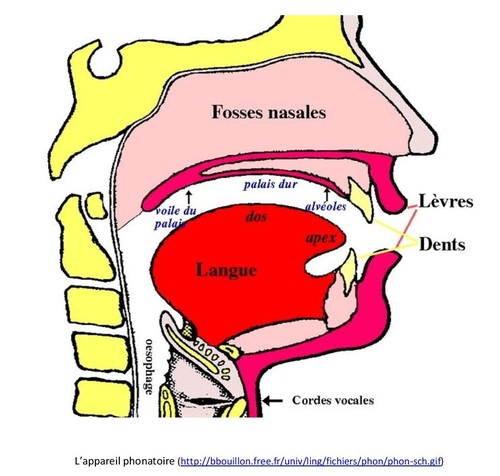 Fosses nasales
palais dur
voile du
palais
alvéoles
dos
apex
Lèvres
Dents
Langue
oesophage
Cordes vocales
L'appareil phonatoire (http://bbouillon.free.fr/univ/ling/fichiers/phon/phon-sch.gif)